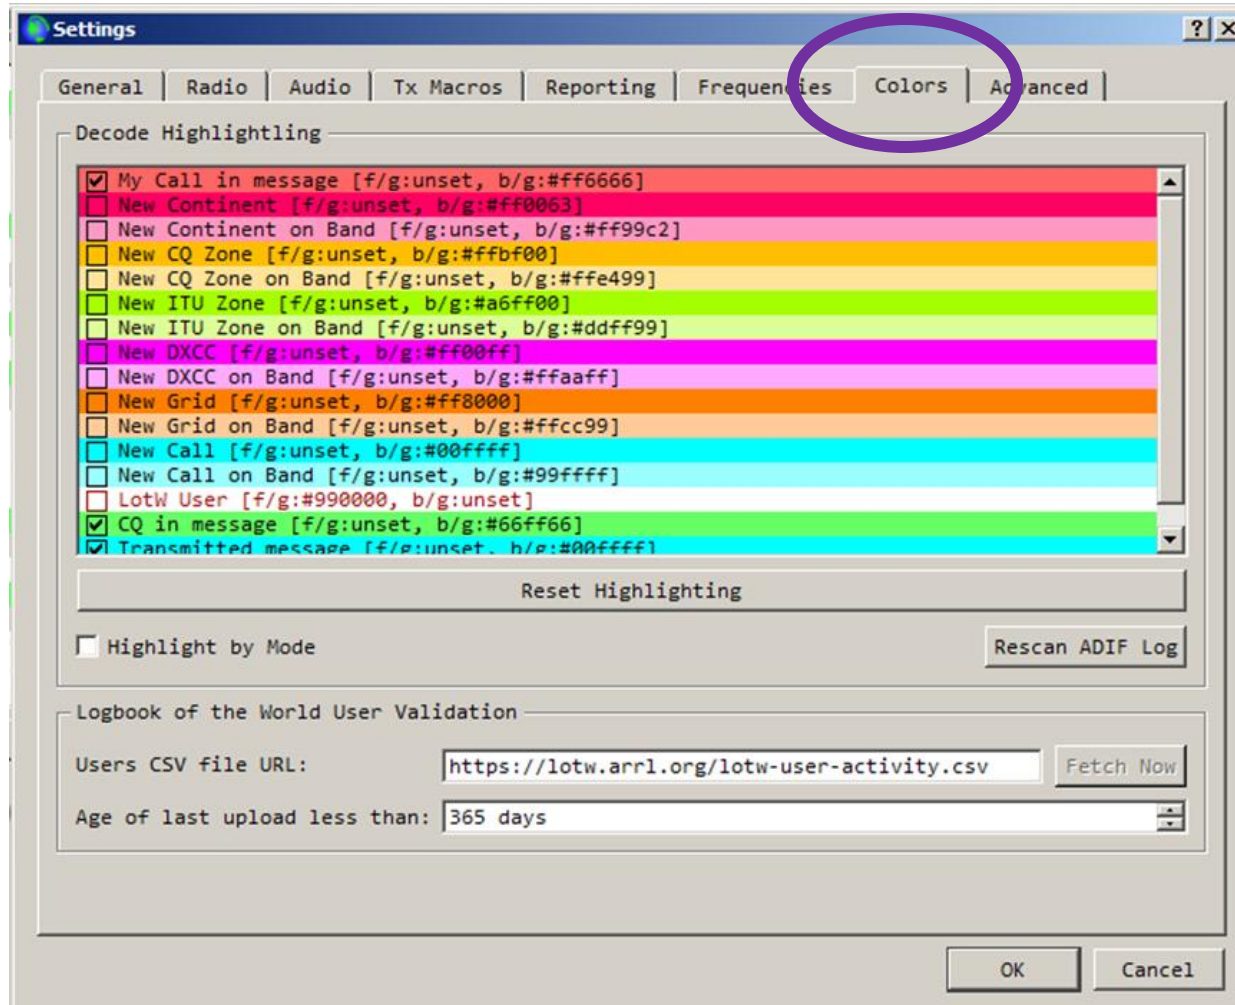 Settings
General Radio Audio Tx Macros Reporting Frequencies Colors Advanced
Decode Highlightling
My Call in message [f/g:unset, b/g:#ff6666]
New Continent [f/g:unset, b/g:#ff0063]
New Continent on Band [f/g:unset, b/g:#ff99c2]
New CQ Zone [f/g:unset, b/g:#ffbf00]
New CQ Zone on Band [f/g:unset, b/g:#ffe499]
New ITU Zone [f/g:unset, b/g:#a6ff00]
New ITU Zone on Band [f/g:unset, b/g:#ddff99]
New DXCC [f/g:unset, b/g:#ff00ff]
New DXCC on Band [f/g:unset, b/g:#ffaaff]
New Grid [f/g:unset, b/g:#ff8000]
New Grid on Band [f/g:unset, b/g:#ffcc99]
New Call [f/g:unset, b/g:#00ffff]
New Call on Band [f/g:unset, b/g:#99ffff]
LotW User [f/g:#990000, b/g:unset]
CQ in message [f/g:unset, b/g:#66ff66]
Transmitted message [f/g:unset, b/g:#00ffff]
Reset Highlighting
Highlight by Mode
Rescan ADIF Log
Logbook of the World User Validation
Users CSV file URL: https://lotw.arrl.org/lotw-user-activity.csv Fetch Now
Age of last upload less than: 365 days
OK Cancel